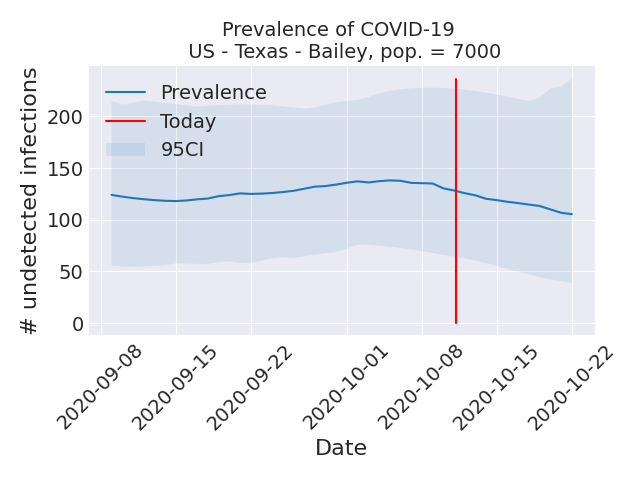 Prevalence of COVID-19
US - Texas - Bailey, pop. = 7000
# undetected infections
200
150
100
50
0
Prevalence
Today
95CI
2020-09-08
2020-09-15
2020-09-22
2020-10-01
2020-10-08
2020-10-15
2020-10-22
Date